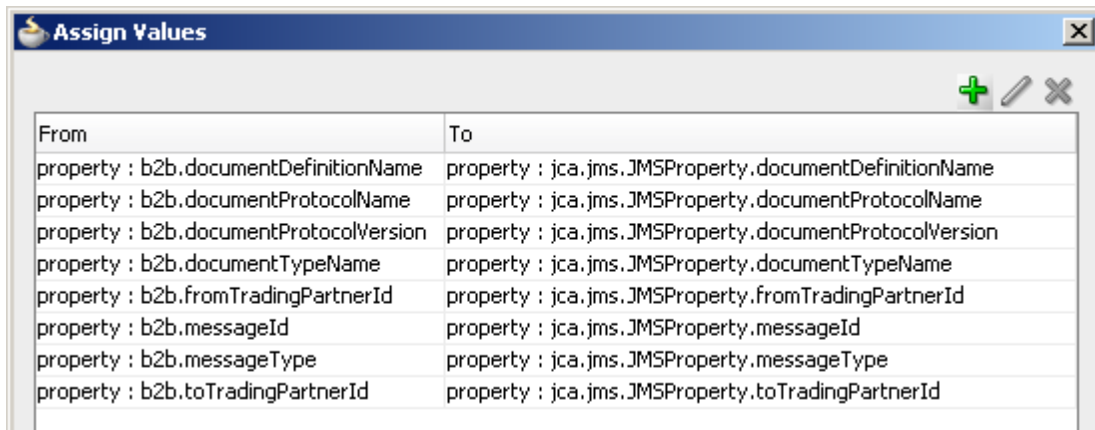 Assign Values
From To
property : b2b.documentDefinitionName property : jca.jms.JMSProperty.documentDefinitionName
property : b2b.documentProtocolName property : jca.jms.JMSProperty.documentProtocolName
property : b2b.documentProtocolVersion property : jca.jms.JMSProperty.documentProtocolVersion
property : b2b.documentTypeName property : jca.jms.JMSProperty.documentTypeName
property : b2b.fromTradingPartnerId property : jca.jms.JMSProperty.fromTradingPartnerId
property : b2b.messageId property : jca.jms.JMSProperty.messageId
property : b2b.messageType property : jca.jms.JMSProperty.messageType
property : b2b.toTradingPartnerId property : jca.jms.JMSProperty.toTradingPartnerId